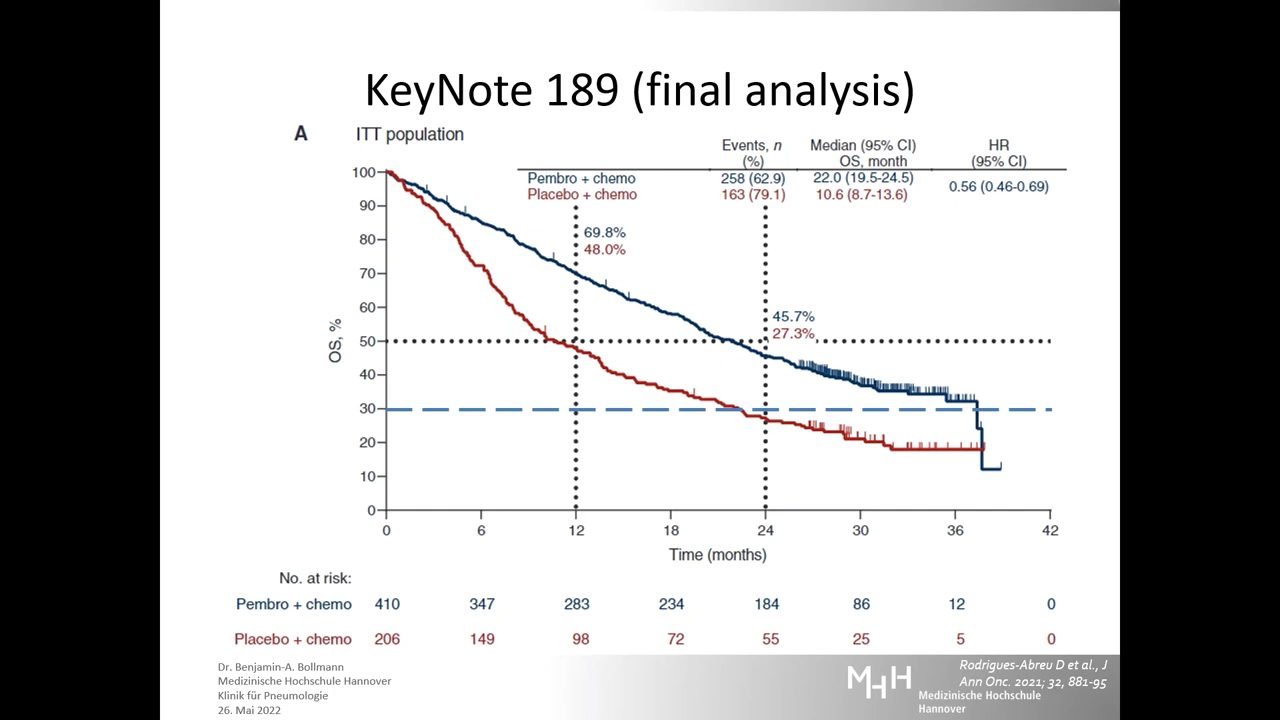 KeyNote 189 (final analysis)
A ITT population
Events, n (%) Median (95% CI) OS, month HR (95% CI)
Pembro + chemo 258 (62.9) 22.0 (19.5-24.5) 0.56 (0.46-0.69)
Placebo + chemo 163 (79.1) 10.6 (8.7-13.6)
100
90
80
70
60
50
40
30
20
10
0
OS, %
69.8%
48.0%
45.7%
27.3%
0 6 12 18 24 30 36 42
Time (months)
No. at risk:
Pembro + chemo 410 347 283 234 184 86 12 0
Placebo + chemo 206 149 98 72 55 25 5 0
Dr. Benjamin-A. Bollmann
Medizinische Hochschule Hannover
Klinik für Pneumologie
26. Mai 2022
MHH
Medizinische Hochschule
Hannover
Rodrigues-Abreu D et al., J
Ann Onc. 2021; 32, 881-95